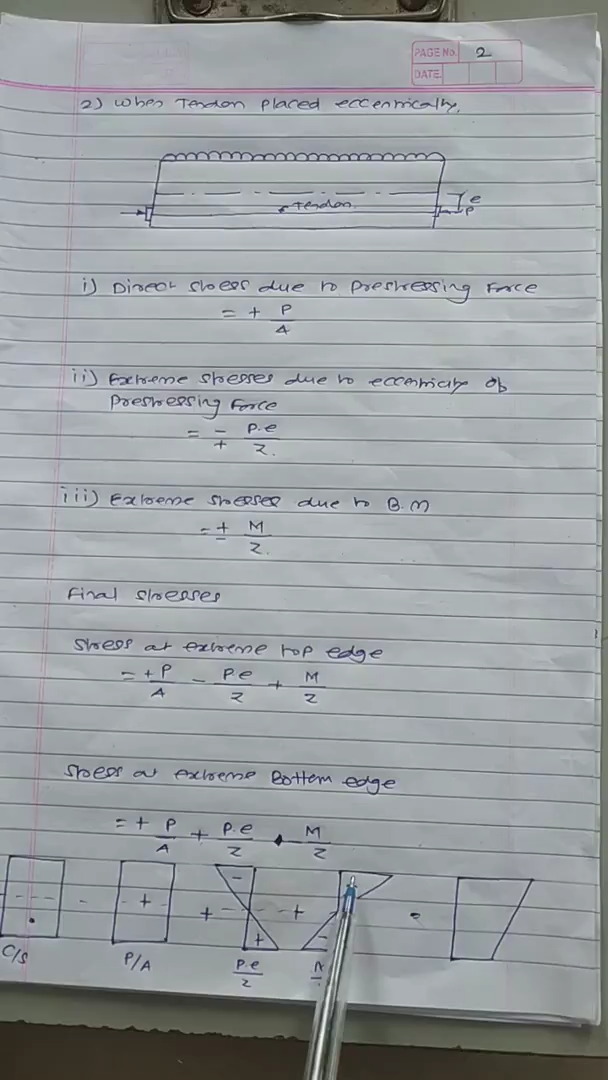 PAGE No. 2
DATE
2) When Tendon placed eccentrically.
e
tendon
P
i) Direct stress due to prestressing Force
= + P/A
ii) Extreme stresses due to eccentricity of
prestressing Force
= ∓ P.e/Z.
iii) Extreme stresses due to B.M
= ± M/Z.
Final stresses
Stress at extreme top edge
= +P/A - P.e/Z + M/Z
Stress at extreme Bottom edge
= + P/A + P.e/Z - M/Z
- +
+ + + -
C/S P/A P.e/Z